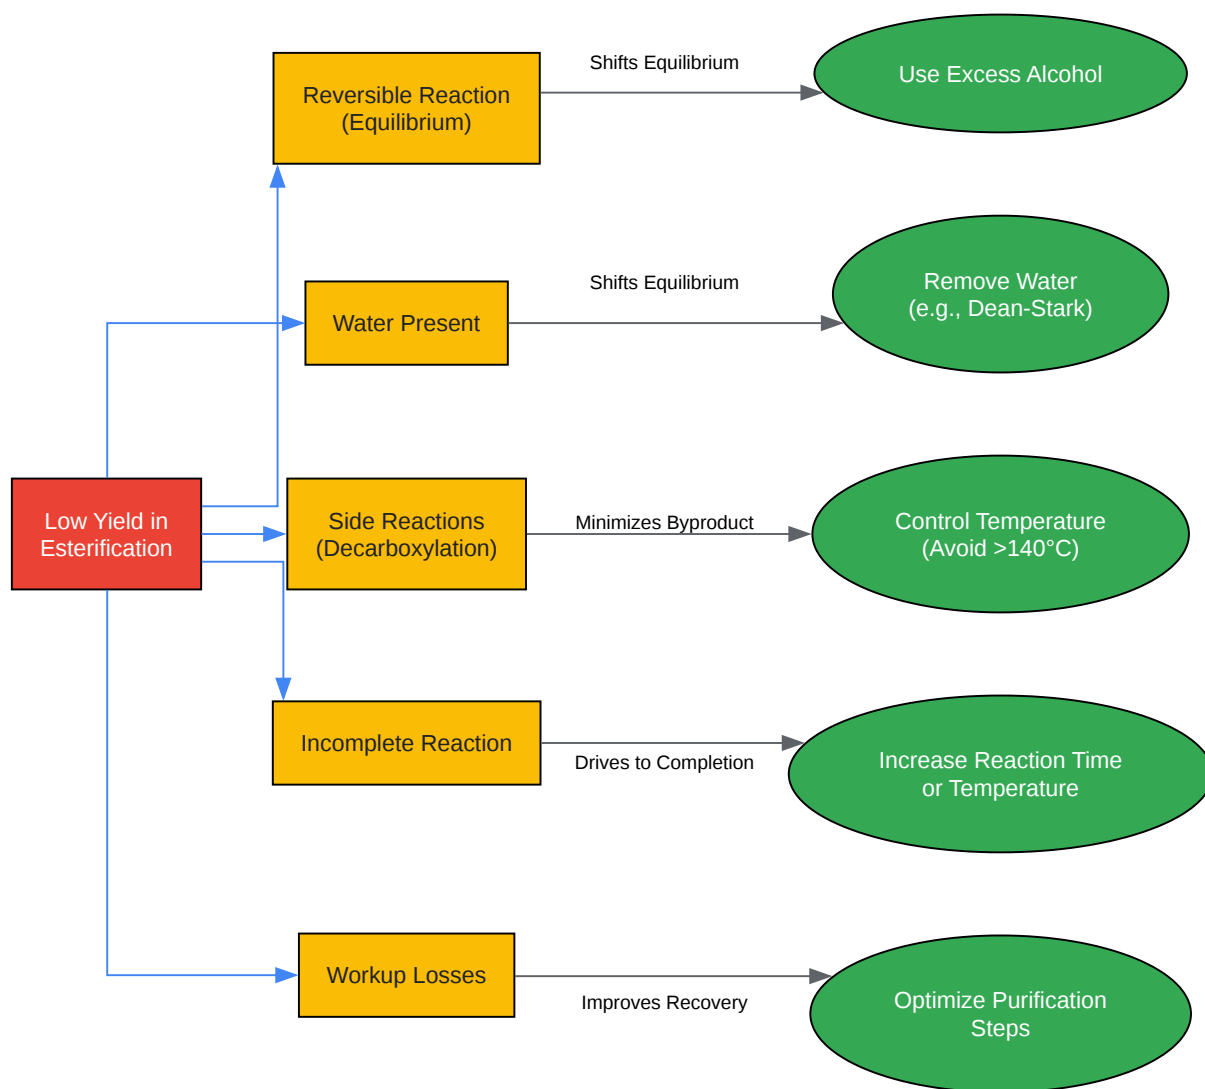 Reversible Reaction
(Equilibrium)
Shifts Equilibrium
Use Excess Alcohol
Water Present
Shifts Equilibrium
Remove Water
(e.g., Dean-Stark)
Low Yield in
Esterification
Side Reactions
(Decarboxylation)
Minimizes Byproduct
Control Temperature
(Avoid >140°C)
Incomplete Reaction
Drives to Completion
Increase Reaction Time
or Temperature
Workup Losses
Improves Recovery
Optimize Purification
Steps